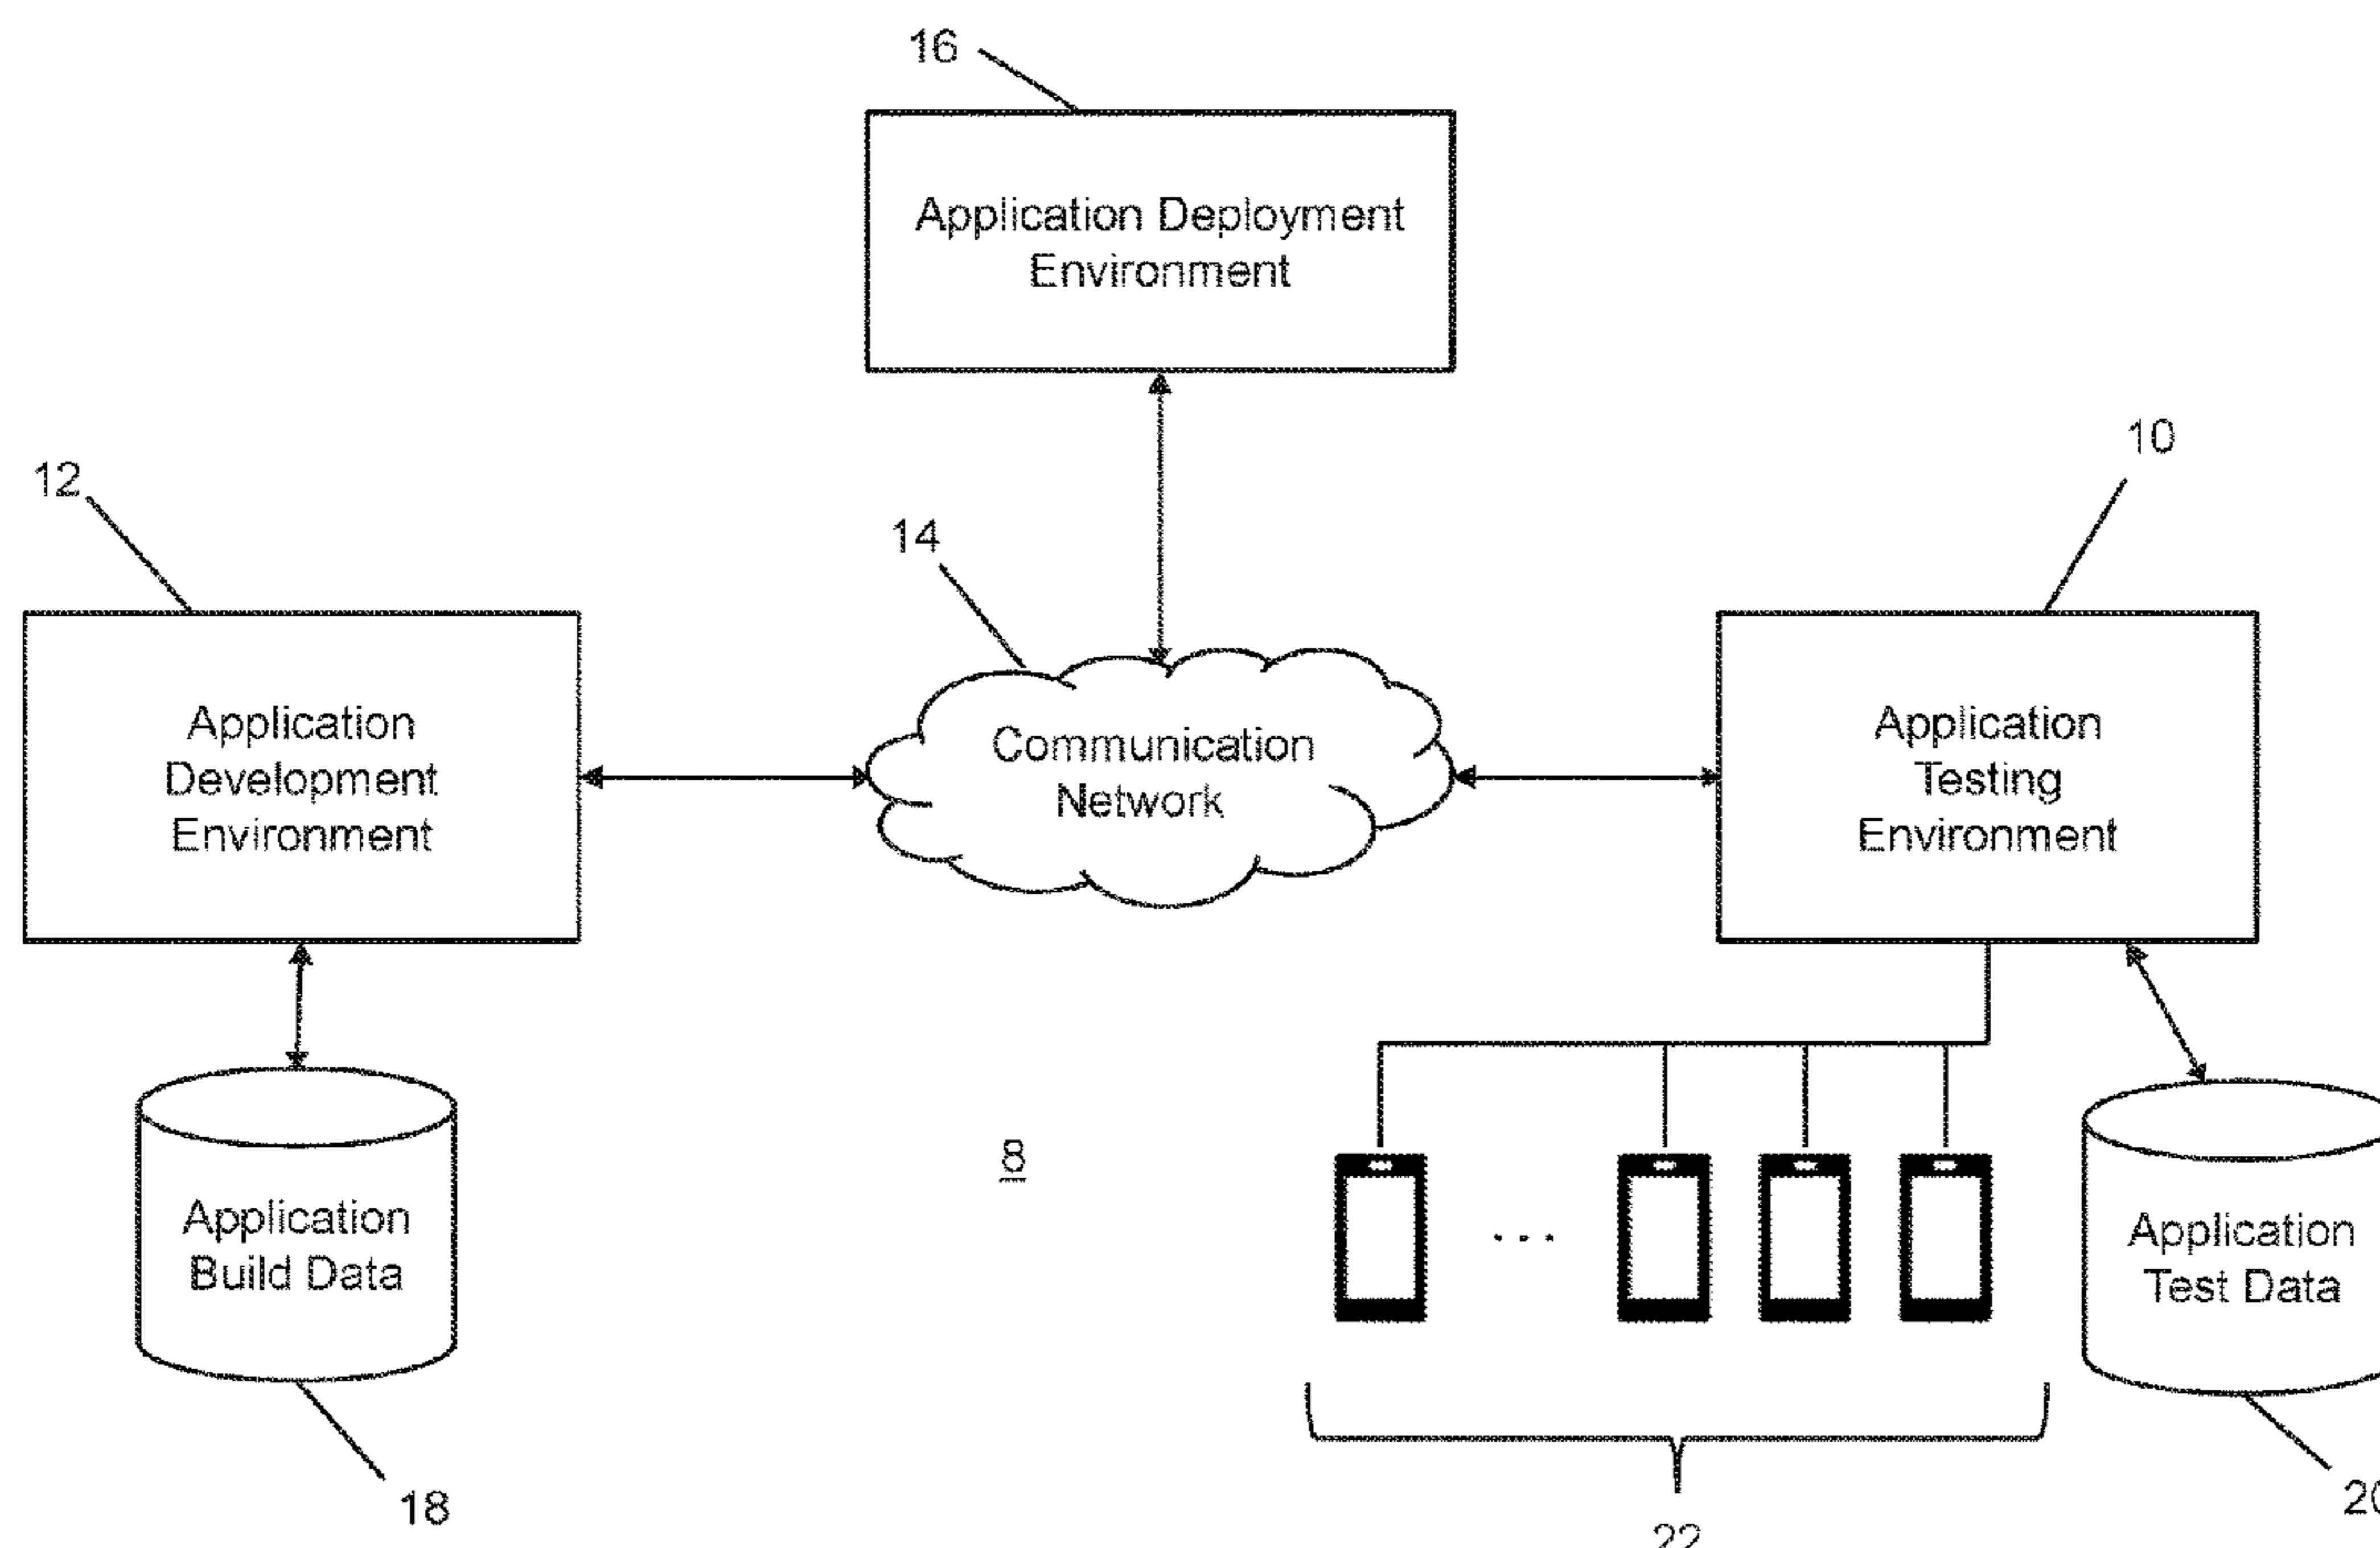 16
Application Deployment
Environment
10
12
14
Application
Development
Environment
Communication
Network
Application
Testing
Environment
8
Application
Build Data
. . .
Application
Test Data
18
20
22